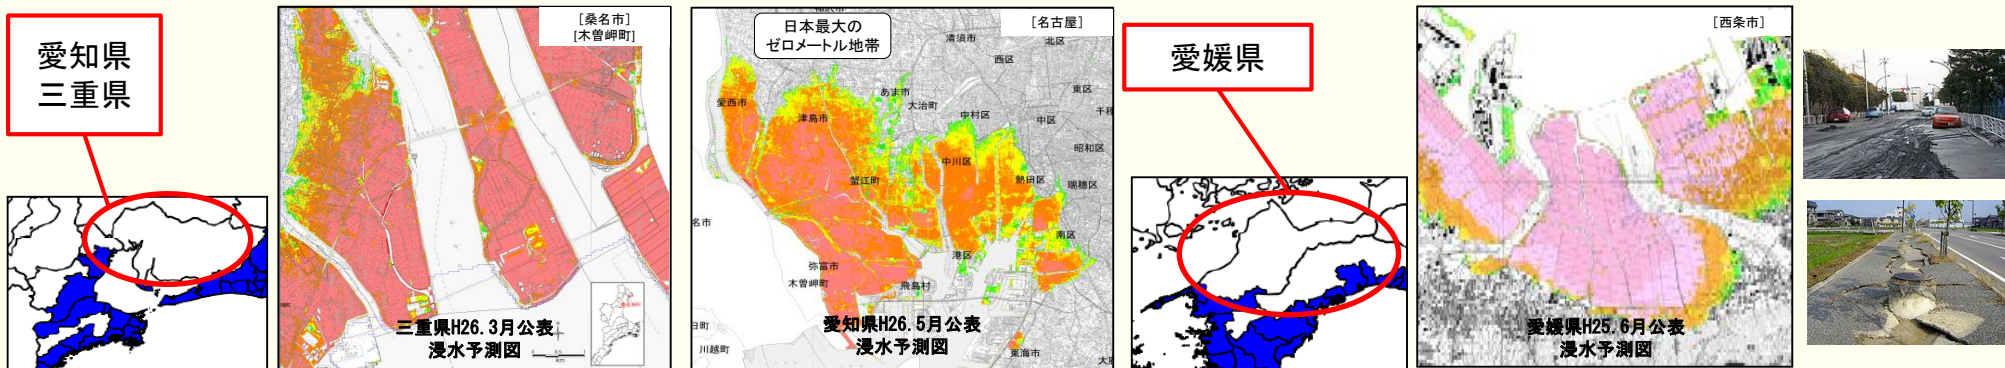 愛知県
三重県
[桑名市]
[木曽岬町]
三重県H26.3月公表
浸水予測図
km
日本最大の
ゼロメートル地帯
[名古屋]
清須市
北区
西区
愛西市
あま市
大治町
東区
津島市
中村区
中区
千種
昭和区
中川区
蟹江町
熱田区
瑞穂区
名市
南区
港区
弥富市
木曽岬町
飛島村
日町
川越町
東海市
大府
愛知県H26.5月公表
浸水予測図
愛媛県
[西条市]
愛媛県H25.6月公表
浸水予測図